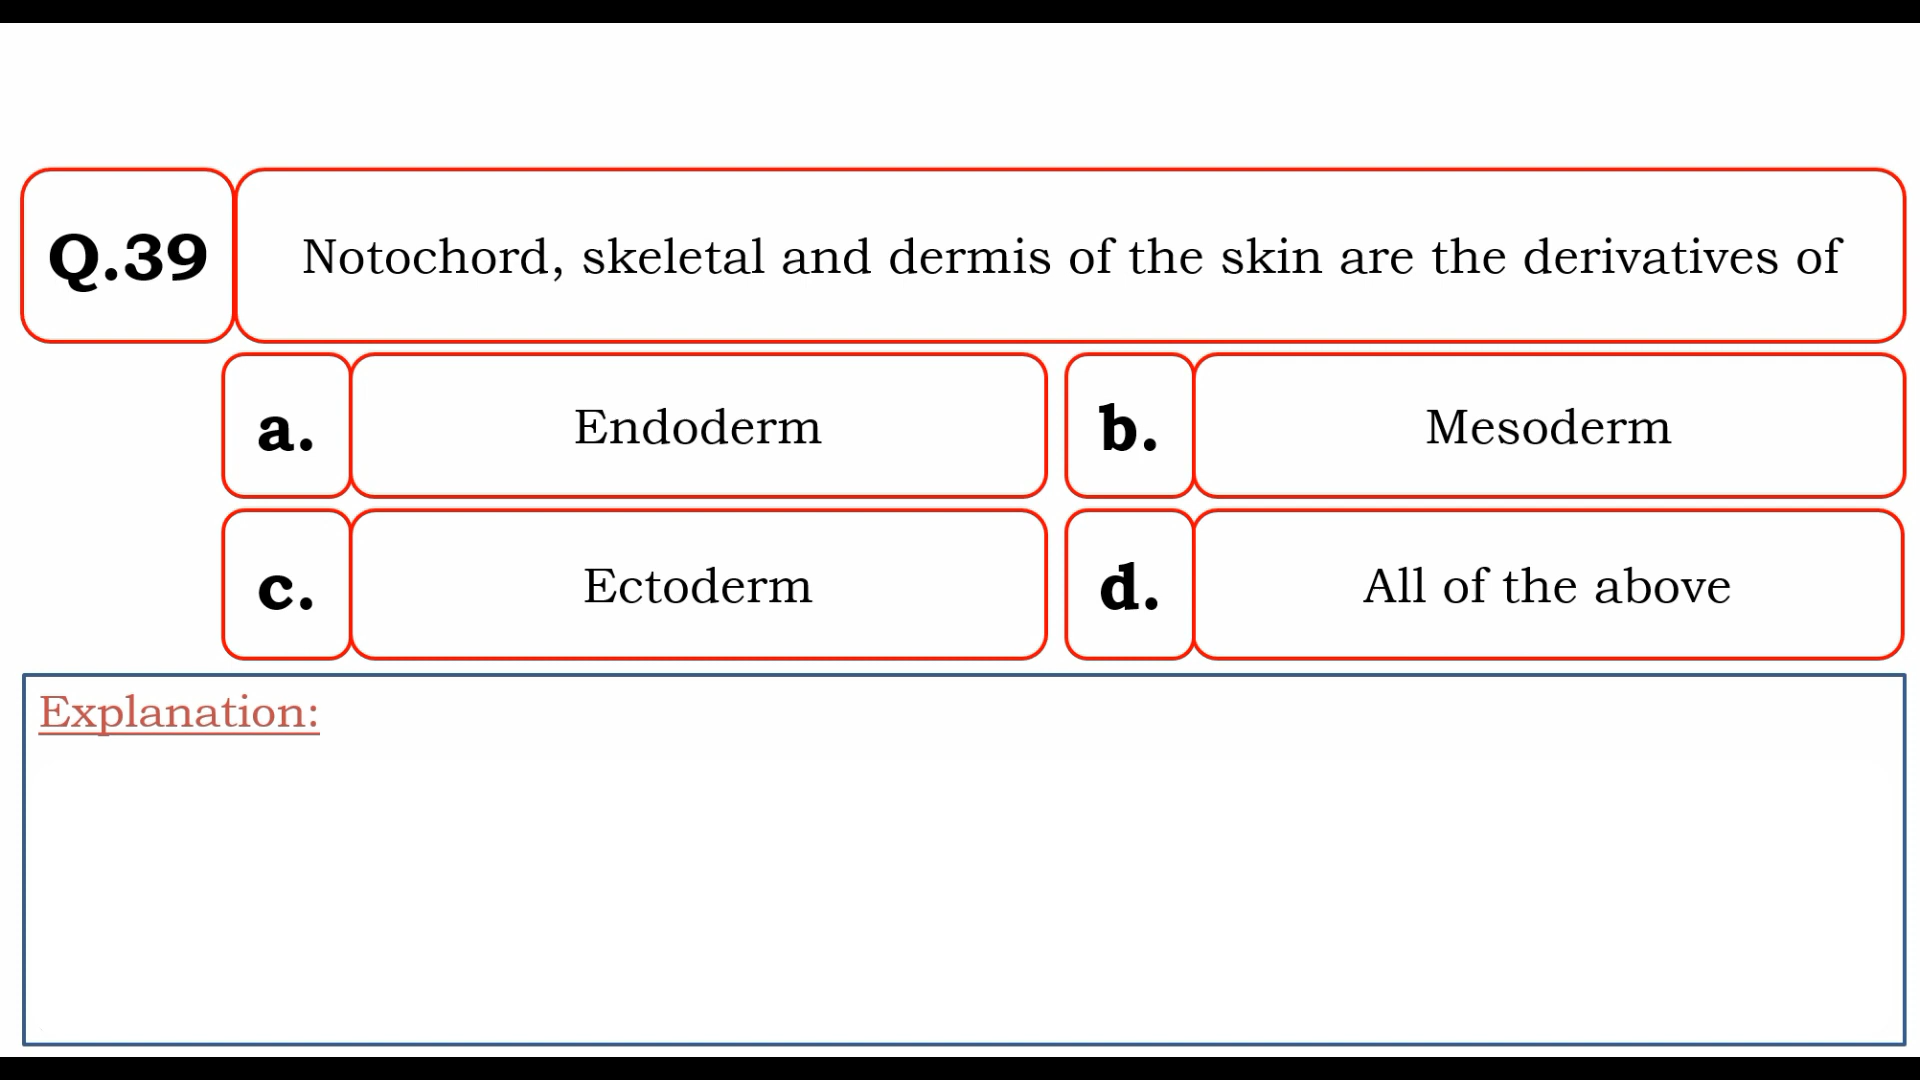 Q.39 Notochord, skeletal and dermis of the skin are the derivatives of
a. Endoderm b. Mesoderm
c. Ectoderm d. All of the above
Explanation: